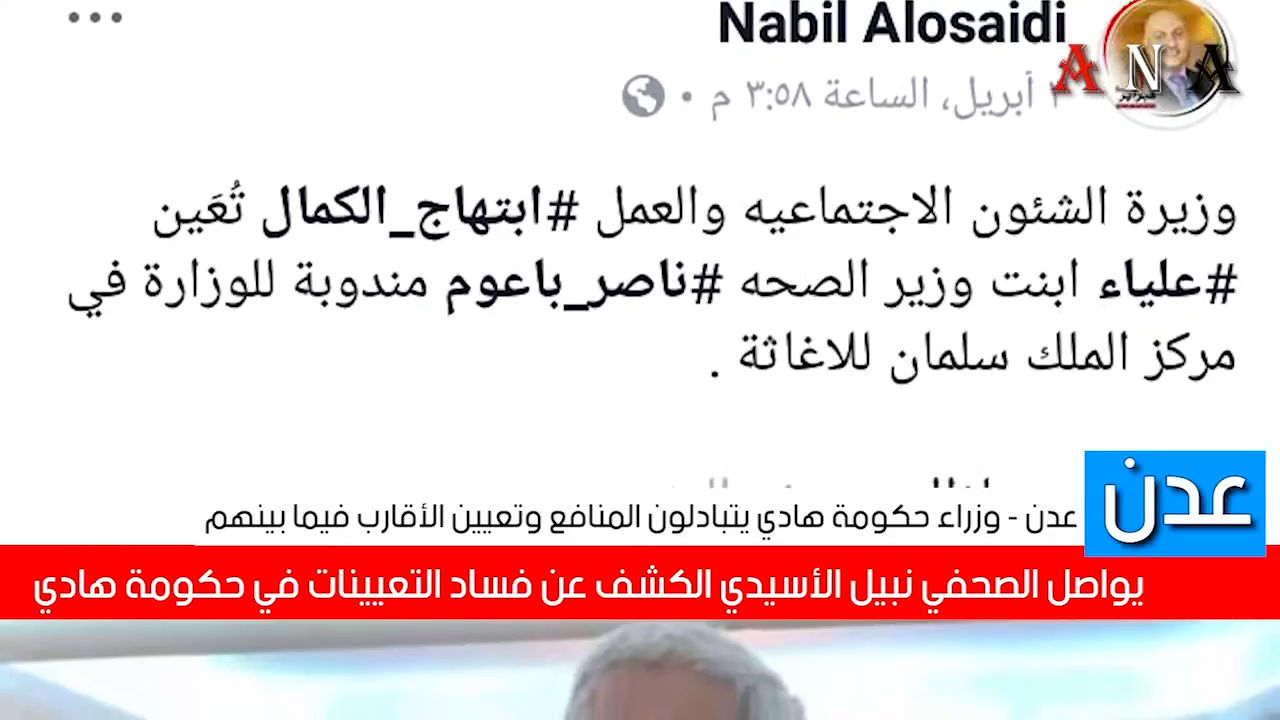 Nabil Alosaidi
أبريل، الساعة ٣:٥٨ م
ANA
وزيرة الشئون الاجتماعيه والعمل #ابتهاج_الكمال تُعَين
#علياء ابنت وزير الصحه #ناصر_باعوم مندوبة للوزارة في
مركز الملك سلمان للاغاثة .
عدن
عدن - وزراء حكومة هادي يتبادلون المنافع وتعيين الأقارب فيما بينهم
يواصل الصحفي نبيل الأسيدي الكشف عن فساد التعيينات في حكومة هادي